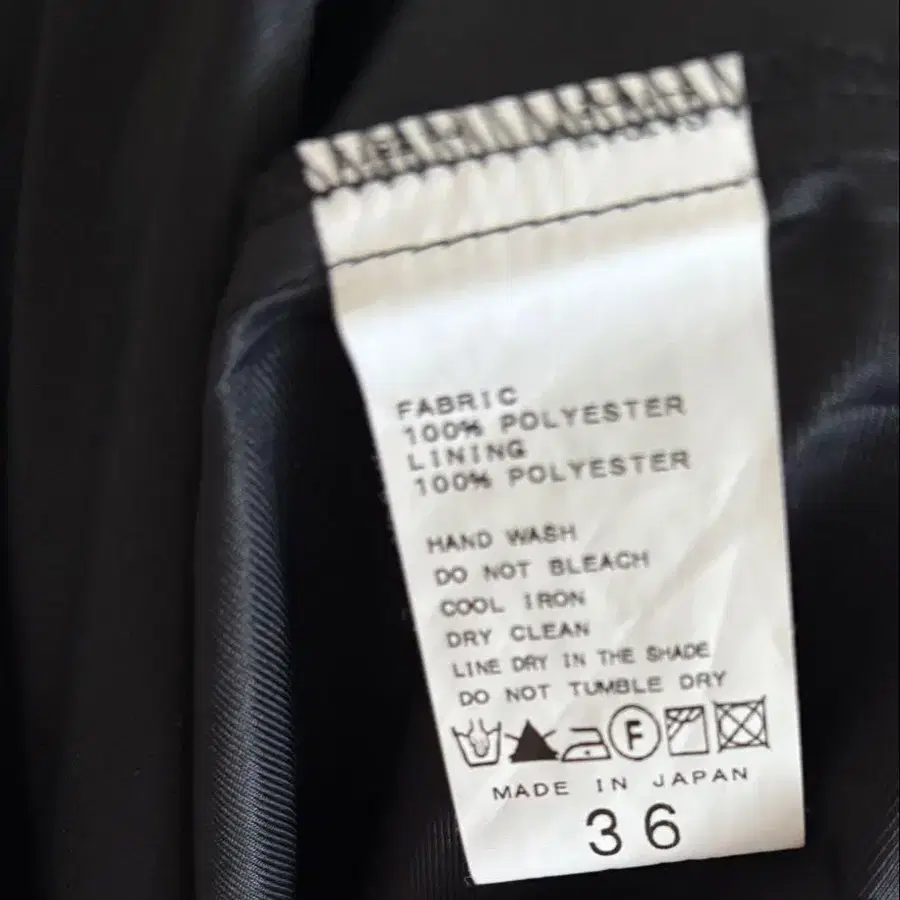 FABRIC
100% POLYESTER
LINING
100% POLYESTER
HAND WASH
DO NOT BLEACH
COOL IRON
DRY CLEAN
LINE DRY IN THE SHADE
DO NOT TUMBLE DRY
F
MADE IN JAPAN
36